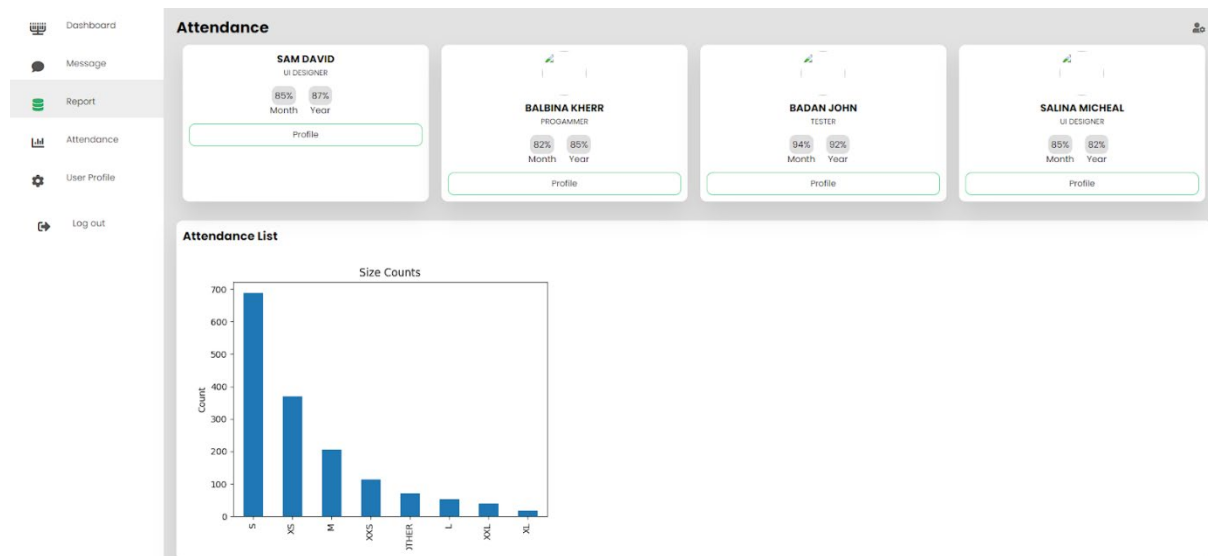 Dashboard
Message
Report
Attendance
User Profile
Log out
Attendance
SAM DAVID
UI DESIGNER
85% 87%
Month Year
Profile
BALBINA KHERR
PROGAMMER
82% 85%
Month Year
Profile
BADAN JOHN
TESTER
94% 92%
Month Year
Profile
SALINA MICHEAL
UI DESIGNER
85% 82%
Month Year
Profile
Attendance List
Size Counts
Count
700
600
500
400
300
200
100
0
S
XS
M
XXS
OTHER
L
XXL
XL